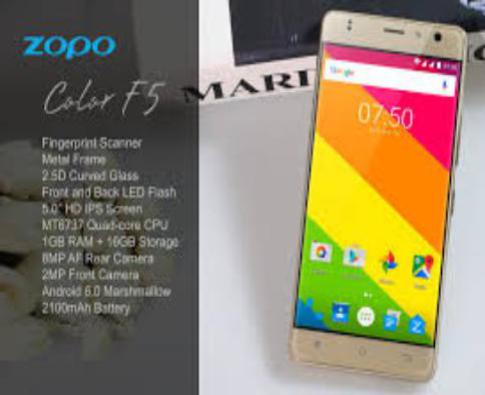 ZOPO
Color F5
Fingerprint Scanner
Metal Frame
2.5D Curved Glass
Front and Back LED Flash
5.0" HD IPS Screen
MT6737 Quad-core CPU
1GB RAM + 16GB Storage
8MP AF Rear Camera
2MP Front Camera
Android 6.0 Marshmallow
2100mAh Battery
MARI
Google
07:50